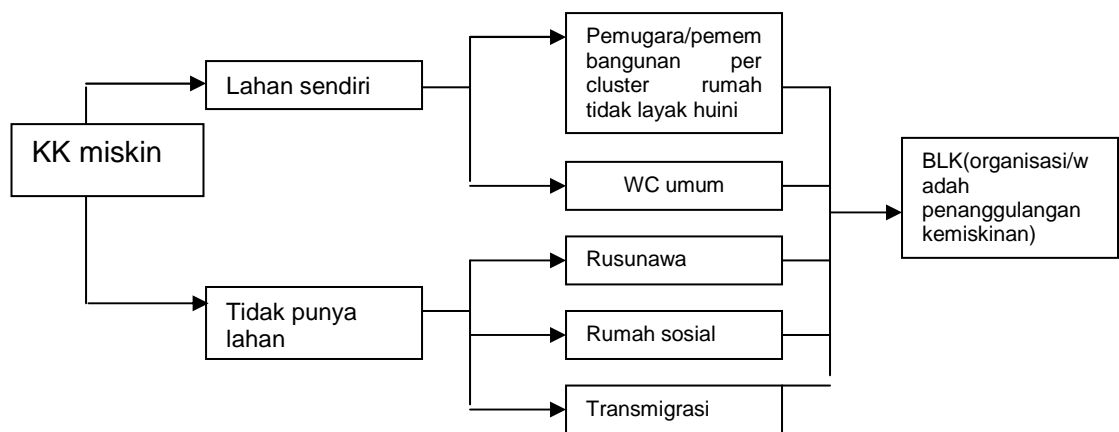 Pemugara/pemem
bangunan per
cluster rumah
tidak layak huini
Lahan sendiri
KK miskin
WC umum
BLK(organisasi/w
adah
penanggulangan
kemiskinan)
Rusunawa
Tidak punya
lahan
Rumah sosial
Transmigrasi